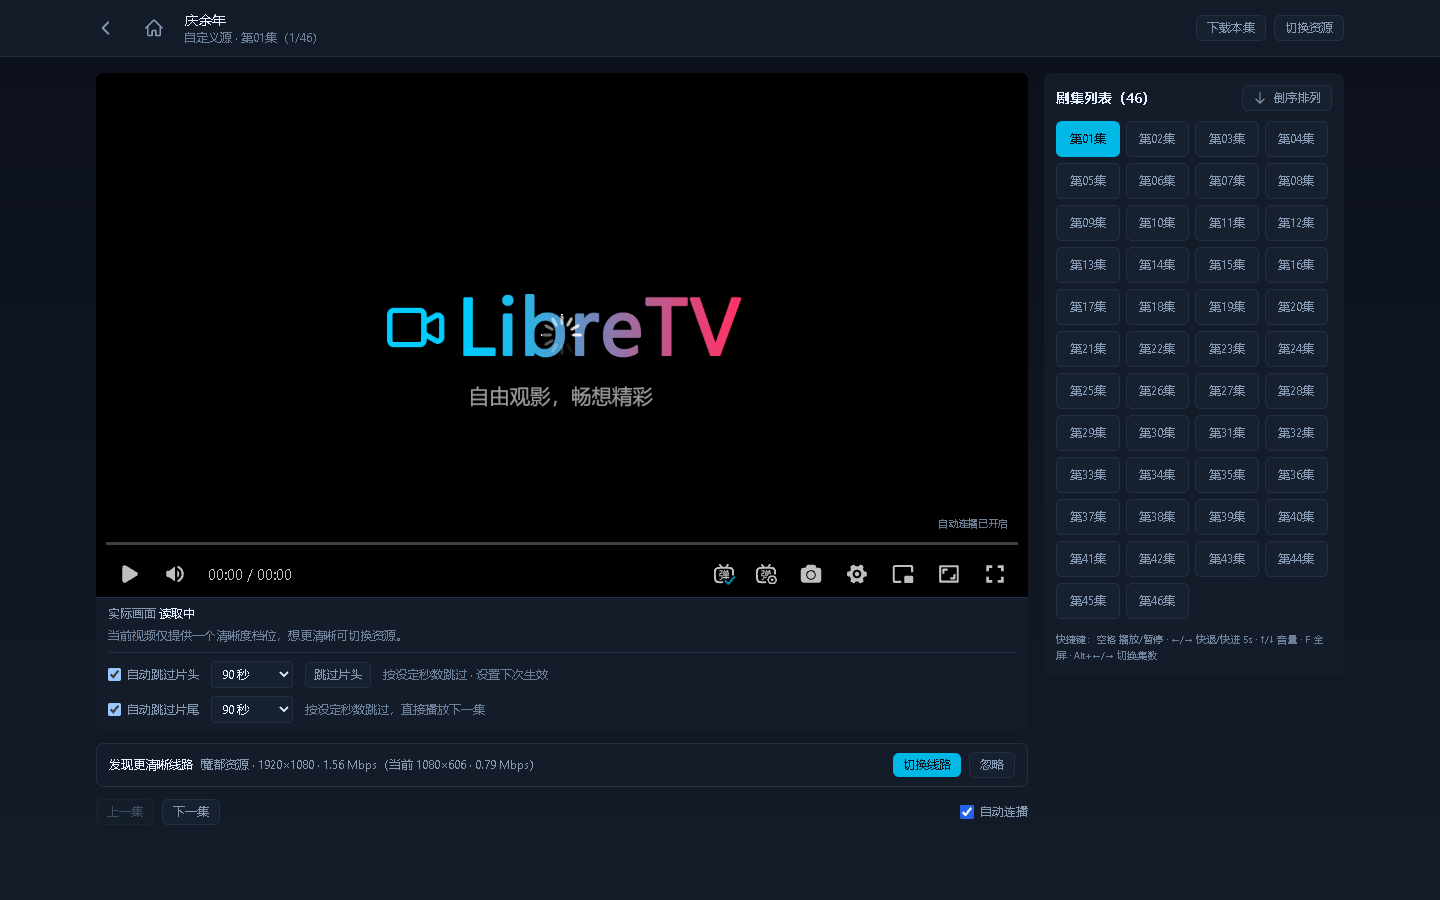 庆余年
自定义源 · 第01集 (1/46)
下载本集
切换资源
LibreTV
自由观影，畅想精彩
自动连播已开启
00:00 / 00:00
弹
弹
实际画面 读取中
当前视频仅提供一个清晰度档位，想更清晰可切换资源。
自动跳过片头 90 秒 跳过片头 按设定秒数跳过 · 设置下次生效
自动跳过片尾 90 秒 按设定秒数跳过，直接播放下一集
发现更清晰线路 魔都资源 · 1920×1080 · 1.56 Mbps（当前 1080×606 · 0.79 Mbps）
切换线路 忽略
上一集 下一集
自动连播
剧集列表（46）
倒序排列
第01集 第02集 第03集 第04集
第05集 第06集 第07集 第08集
第09集 第10集 第11集 第12集
第13集 第14集 第15集 第16集
第17集 第18集 第19集 第20集
第21集 第22集 第23集 第24集
第25集 第26集 第27集 第28集
第29集 第30集 第31集 第32集
第33集 第34集 第35集 第36集
第37集 第38集 第39集 第40集
第41集 第42集 第43集 第44集
第45集 第46集
快捷键：空格 播放/暂停 · ←/→ 快退/快进 5s · ↑/↓ 音量 · F 全
屏 · Alt+←/→ 切换集数